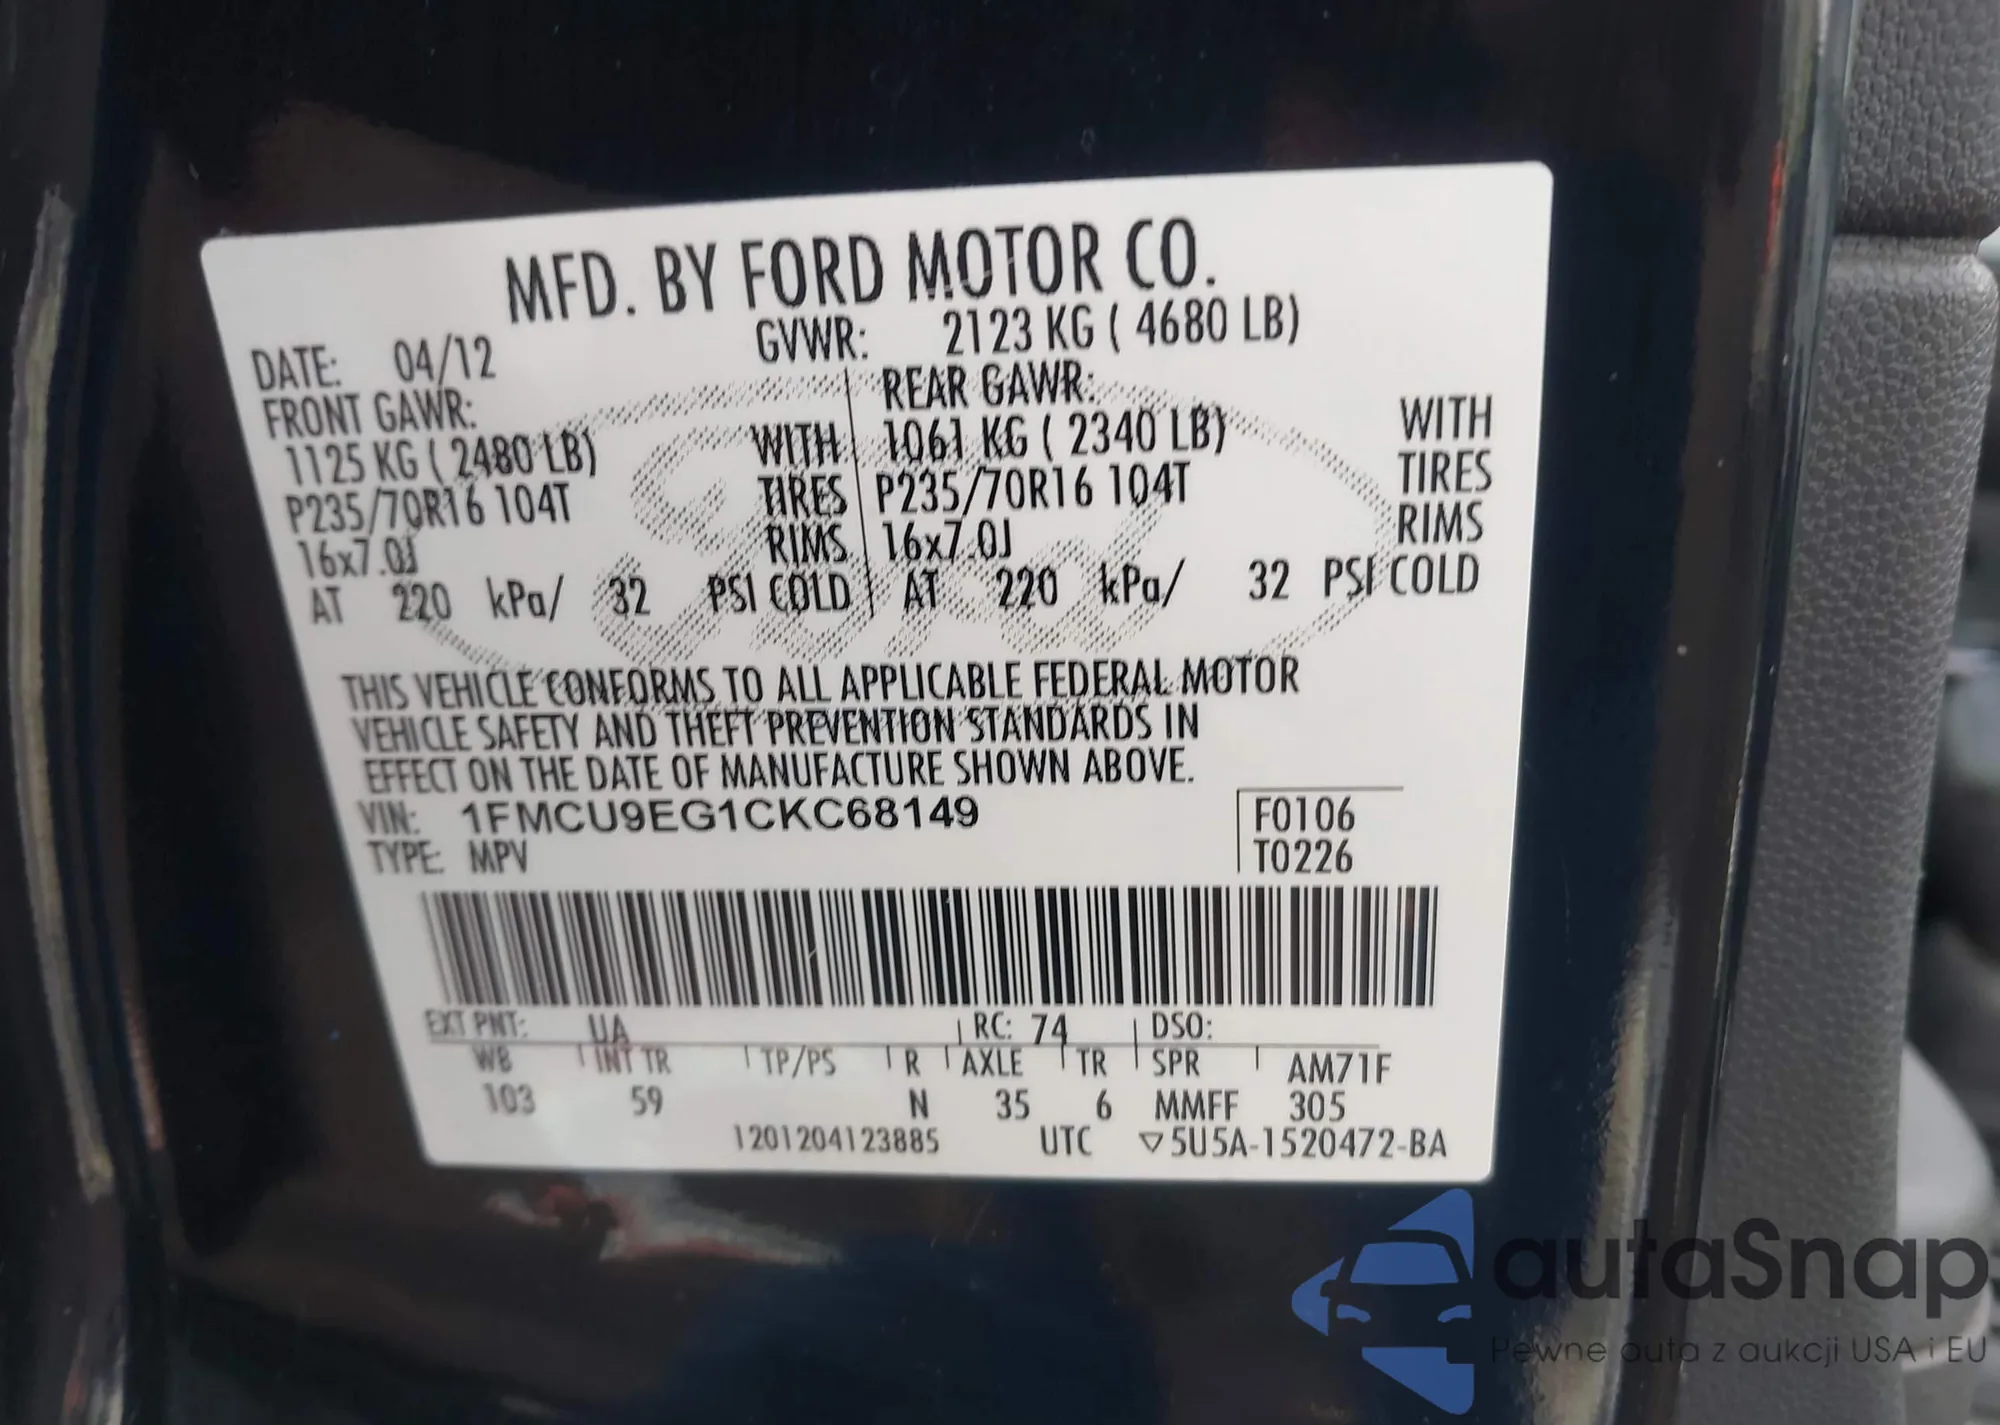 MFD. BY FORD MOTOR CO.
DATE: 04/12 GVWR: 2123 KG ( 4680 LB)
FRONT GAWR: REAR GAWR:
1125 KG ( 2480 LB) WITH 1061 KG ( 2340 LB) WITH
P235/70R16 104T TIRES P235/70R16 104T TIRES
16x7.0J RIMS 16x7.0J RIMS
AT 220 kPa/ 32 PSI COLD AT 220 kPa/ 32 PSI COLD
Ford
THIS VEHICLE CONFORMS TO ALL APPLICABLE FEDERAL MOTOR
VEHICLE SAFETY AND THEFT PREVENTION STANDARDS IN
EFFECT ON THE DATE OF MANUFACTURE SHOWN ABOVE.
VIN: 1FMCU9EG1CKC68149 F0106
TYPE: MPV T0226
EXT PNT: UA RC: 74 DSO:
WB INT TR TP/PS R AXLE TR SPR AM71F
103 59 N 35 6 MMFF 305
1201204123885 UTC ▽5U5A-1520472-BA
autaSnap
Pewne auta z aukcji USA i EU